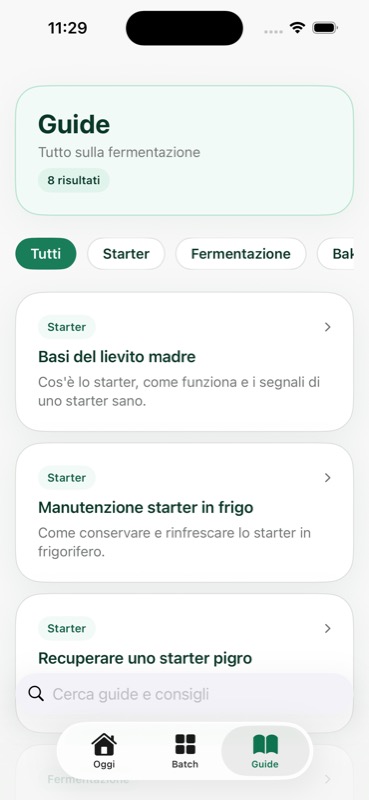 11:29
Guide
Tutto sulla fermentazione
8 risultati
Tutti
Starter
Fermentazione
Bak
Starter
Basi del lievito madre
Cos'è lo starter, come funziona e i segnali di
uno starter sano.
Starter
Manutenzione starter in frigo
Come conservare e rinfrescare lo starter in
frigorifero.
Starter
Recuperare uno starter pigro
Cerca guide e consigli
Fermentazione
Oggi
Batch
Guide